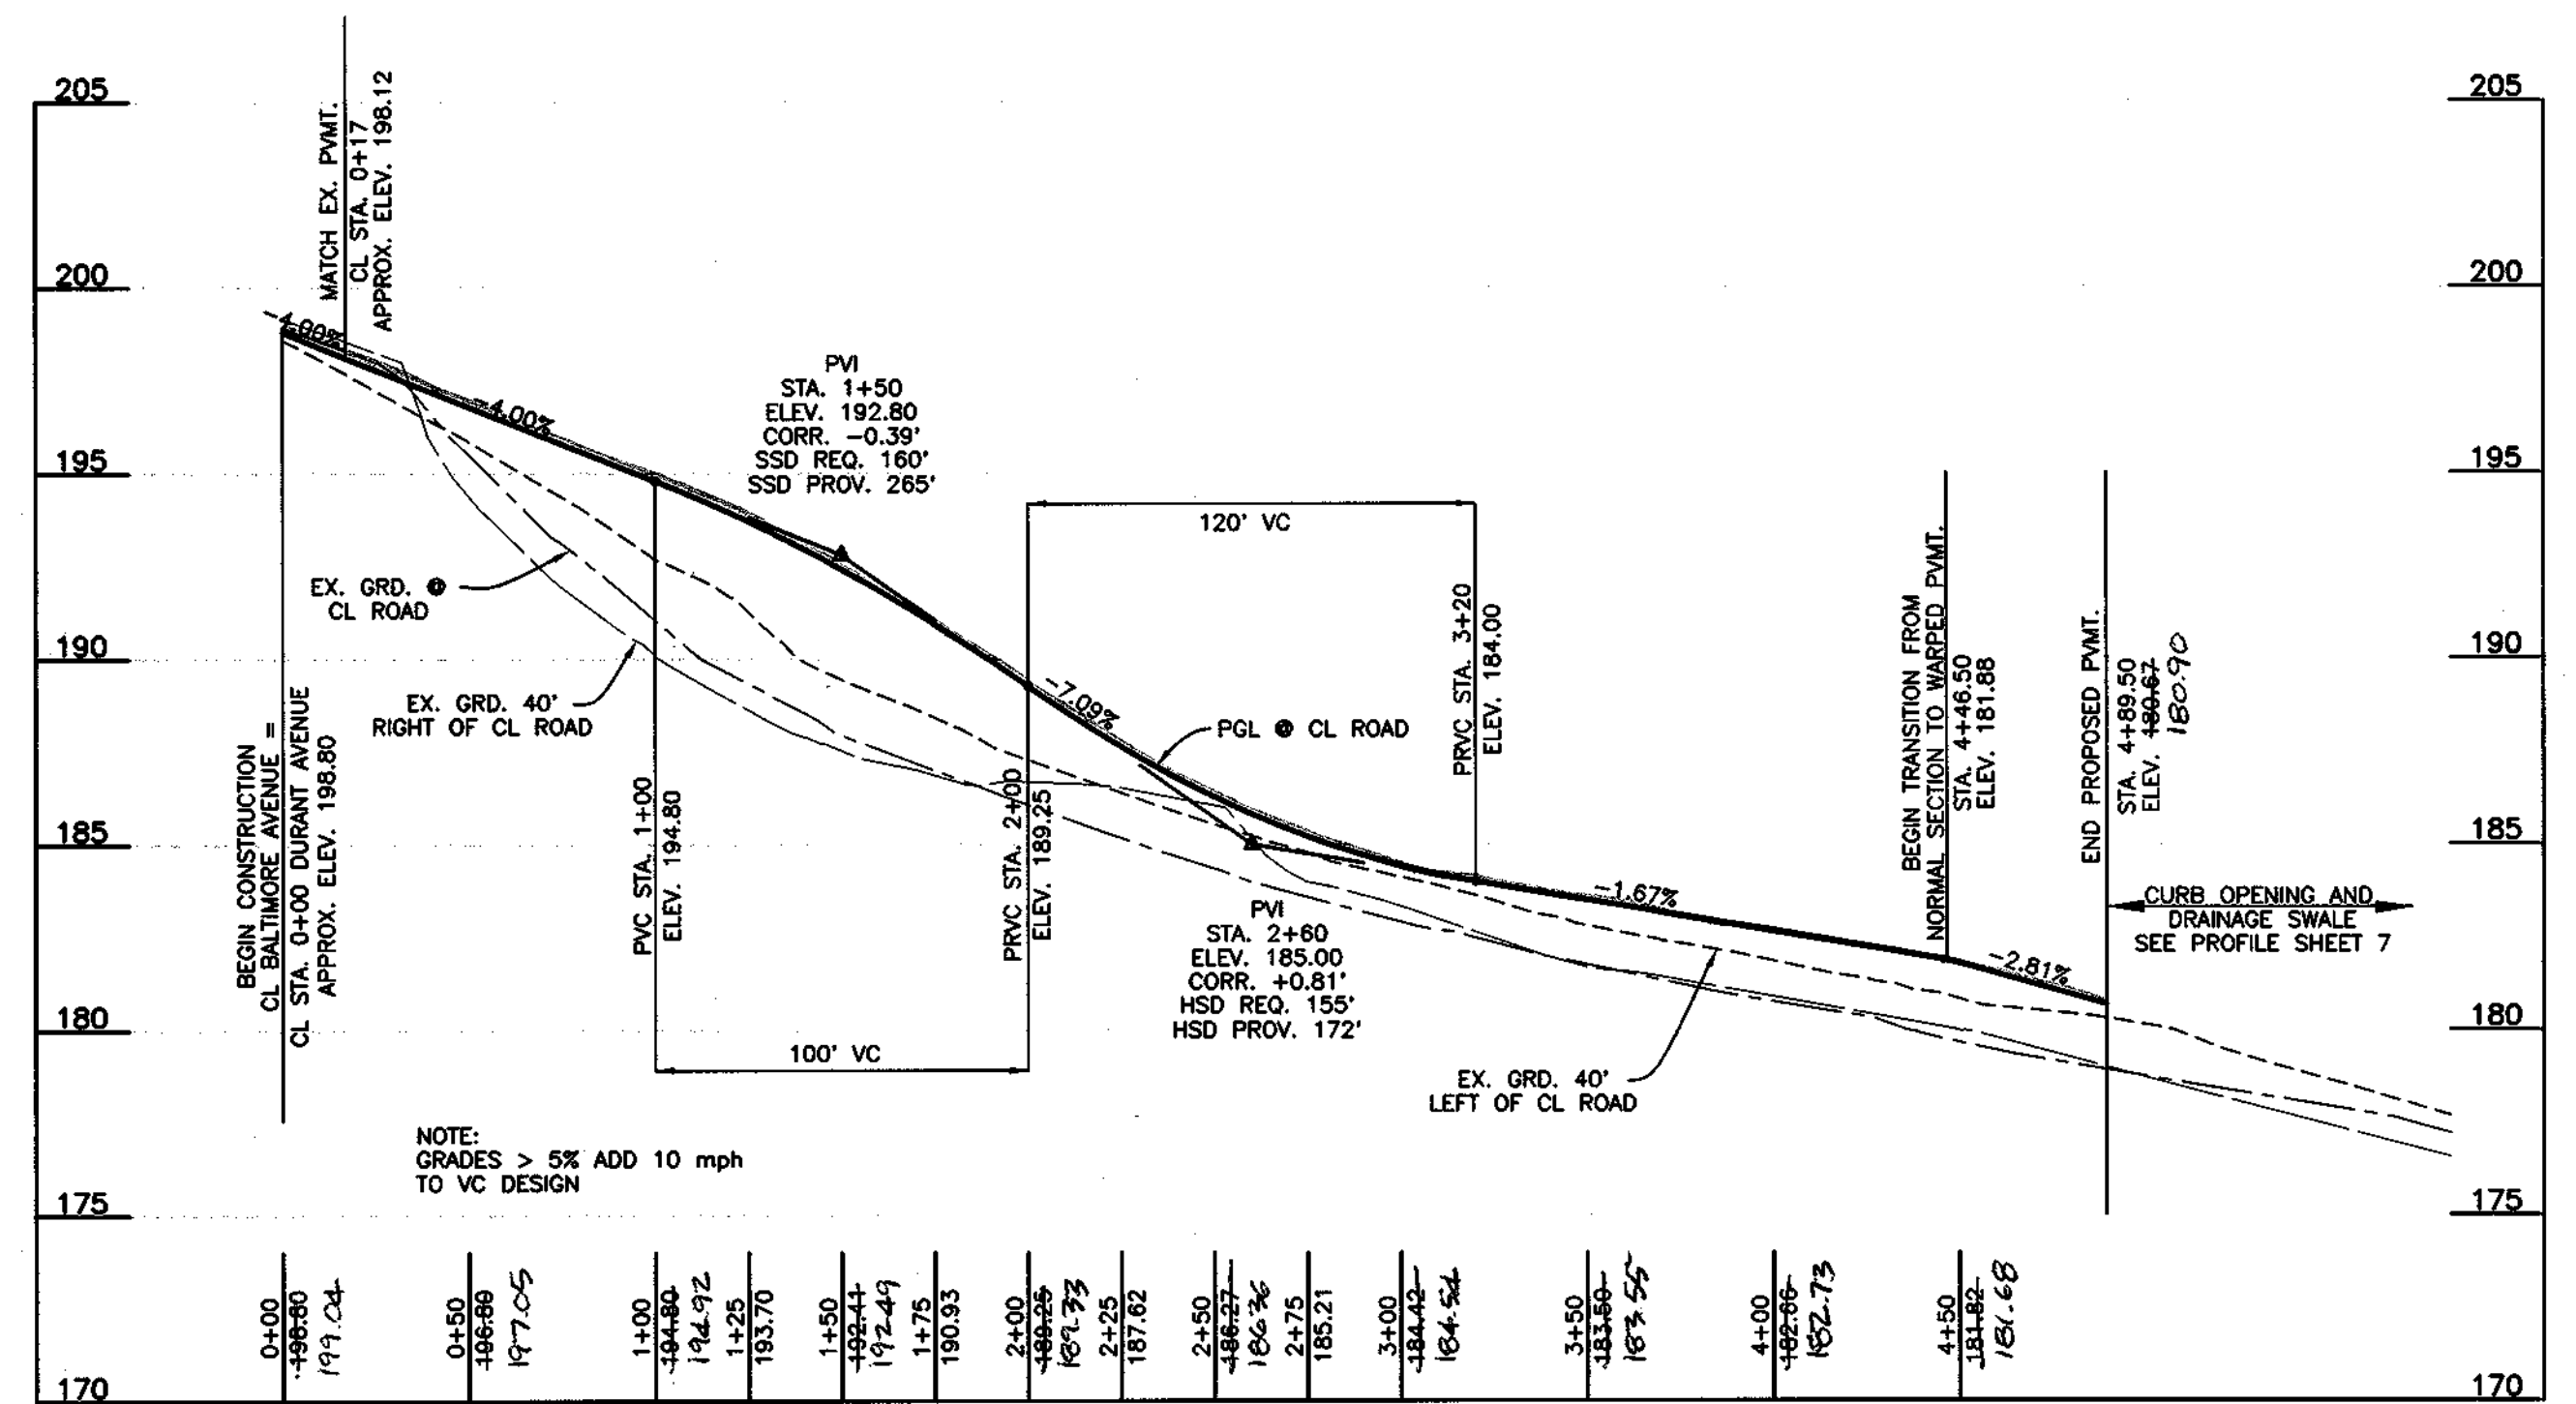 205
200
195
190
185
180
175
170
205
200
195
190
185
180
175
170
MATCH EX. PVMT.
CL STA. 0+17
APPROX. ELEV. 198.12
-4.00%
-4.00%
PVI
STA. 1+50
ELEV. 192.80
CORR. -0.39'
SSD REQ. 160'
SSD PROV. 265'
120' VC
EX. GRD. @
CL ROAD
EX. GRD. 40'
RIGHT OF CL ROAD
BEGIN CONSTRUCTION
CL BALTIMORE AVENUE =
CL STA. 0+00 DURANT AVENUE
APPROX. ELEV. 198.80
PVC STA. 1+00
ELEV. 194.80
PRVC STA. 2+00
ELEV. 189.25
-7.09%
PGL @ CL ROAD
PRVC STA. 3+20
ELEV. 184.00
-1.67%
PVI
STA. 2+60
ELEV. 185.00
CORR. +0.81'
HSD REQ. 155'
HSD PROV. 172'
100' VC
BEGIN TRANSITION FROM
NORMAL SECTION TO WARPED PVMT.
STA. 4+46.50
ELEV. 181.88
-2.81%
END PROPOSED PVMT.
STA. 4+89.50
ELEV. 180.67
180.90
CURB OPENING AND
DRAINAGE SWALE
SEE PROFILE SHEET 7
EX. GRD. 40'
LEFT OF CL ROAD
NOTE:
GRADES > 5% ADD 10 mph
TO VC DESIGN
0+00
198.80
199.04
0+50
196.80
197.05
1+00
194.80
194.92
1+25
193.70
1+50
192.41
192.49
1+75
190.93
2+00
189.25
189.33
2+25
187.62
2+50
186.27
186.36
2+75
185.21
3+00
184.42
184.54
3+50
183.50
183.55
4+00
182.66
182.73
4+50
181.82
181.68